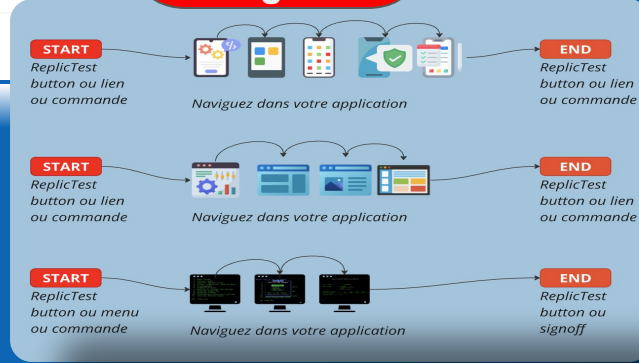 START
END
ReplicTest
button ou lien
ou commande
Naviguez dans votre application
ReplicTest
button ou lien
ou commande
START
END
ReplicTest
button ou lien
ou commande
Naviguez dans votre application
ReplicTest
button ou lien
ou commande
START
END
ReplicTest
button ou menu
ou commande
Naviguez dans votre application
ReplicTest
button ou
signoff